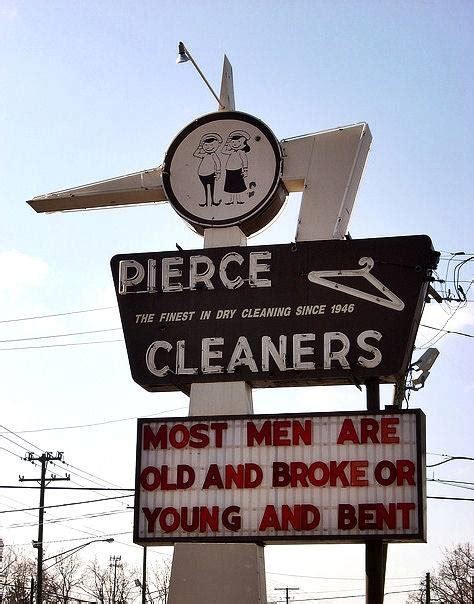 PIERCE
THE FINEST IN DRY CLEANING SINCE 1946
CLEANERS
MOST MEN ARE
OLD AND BROKE OR
YOUNG AND BENT